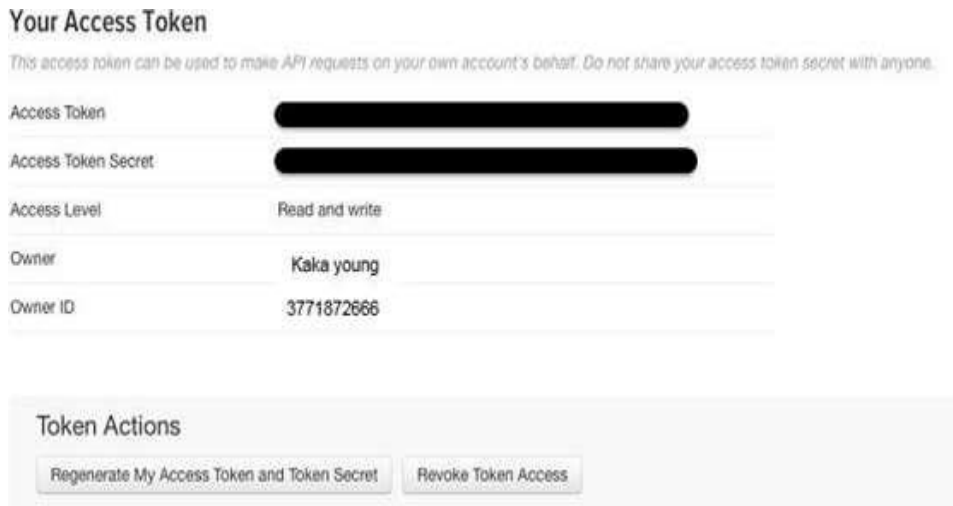 Your Access Token
This access token can be used to make API requests on your own account's behalf. Do not share your access token secret with anyone.
Access Token
Access Token Secret
Access Level Read and write
Owner Kaka young
Owner ID 3771872666
Token Actions
Regenerate My Access Token and Token Secret Revoke Token Access